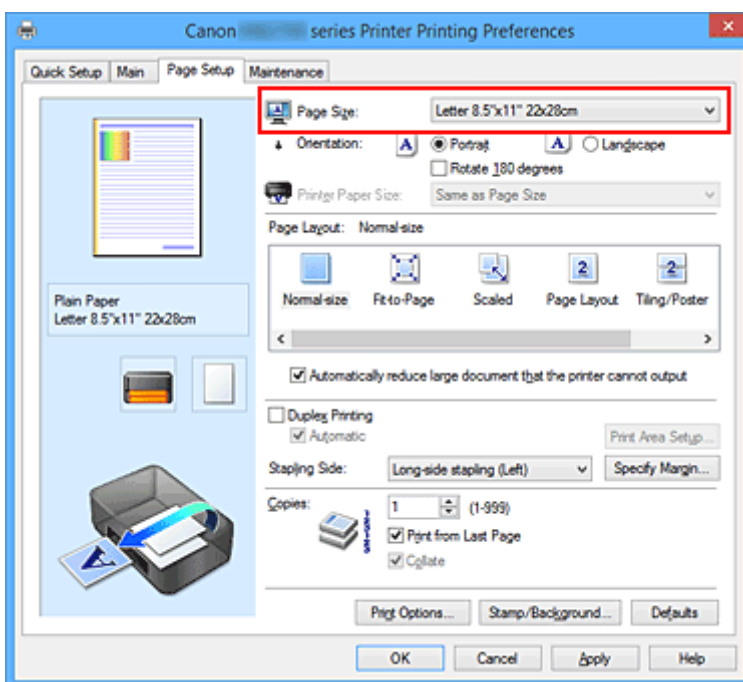 Canon series Printer Printing Preferences
Quick Setup Main Page Setup Maintenance
Page Size: Letter 8.5"x11" 22x28cm
Orientation: A Portrait A Landscape
Rotate 180 degrees
Printer Paper Size: Same as Page Size
Page Layout: Normal-size
2 2
Normal-size Fit-to-Page Scaled Page Layout Tiling/Poster
Plain Paper
Letter 8.5"x11" 22x28cm
Automatically reduce large document that the printer cannot output
Duplex Printing
Automatic
Print Area Setup...
Stapling Side: Long-side stapling (Left) Specify Margin...
Copies: 1 (1-999)
Print from Last Page
Collate
A
Print Options... Stamp/Background... Defaults
OK Cancel Apply Help